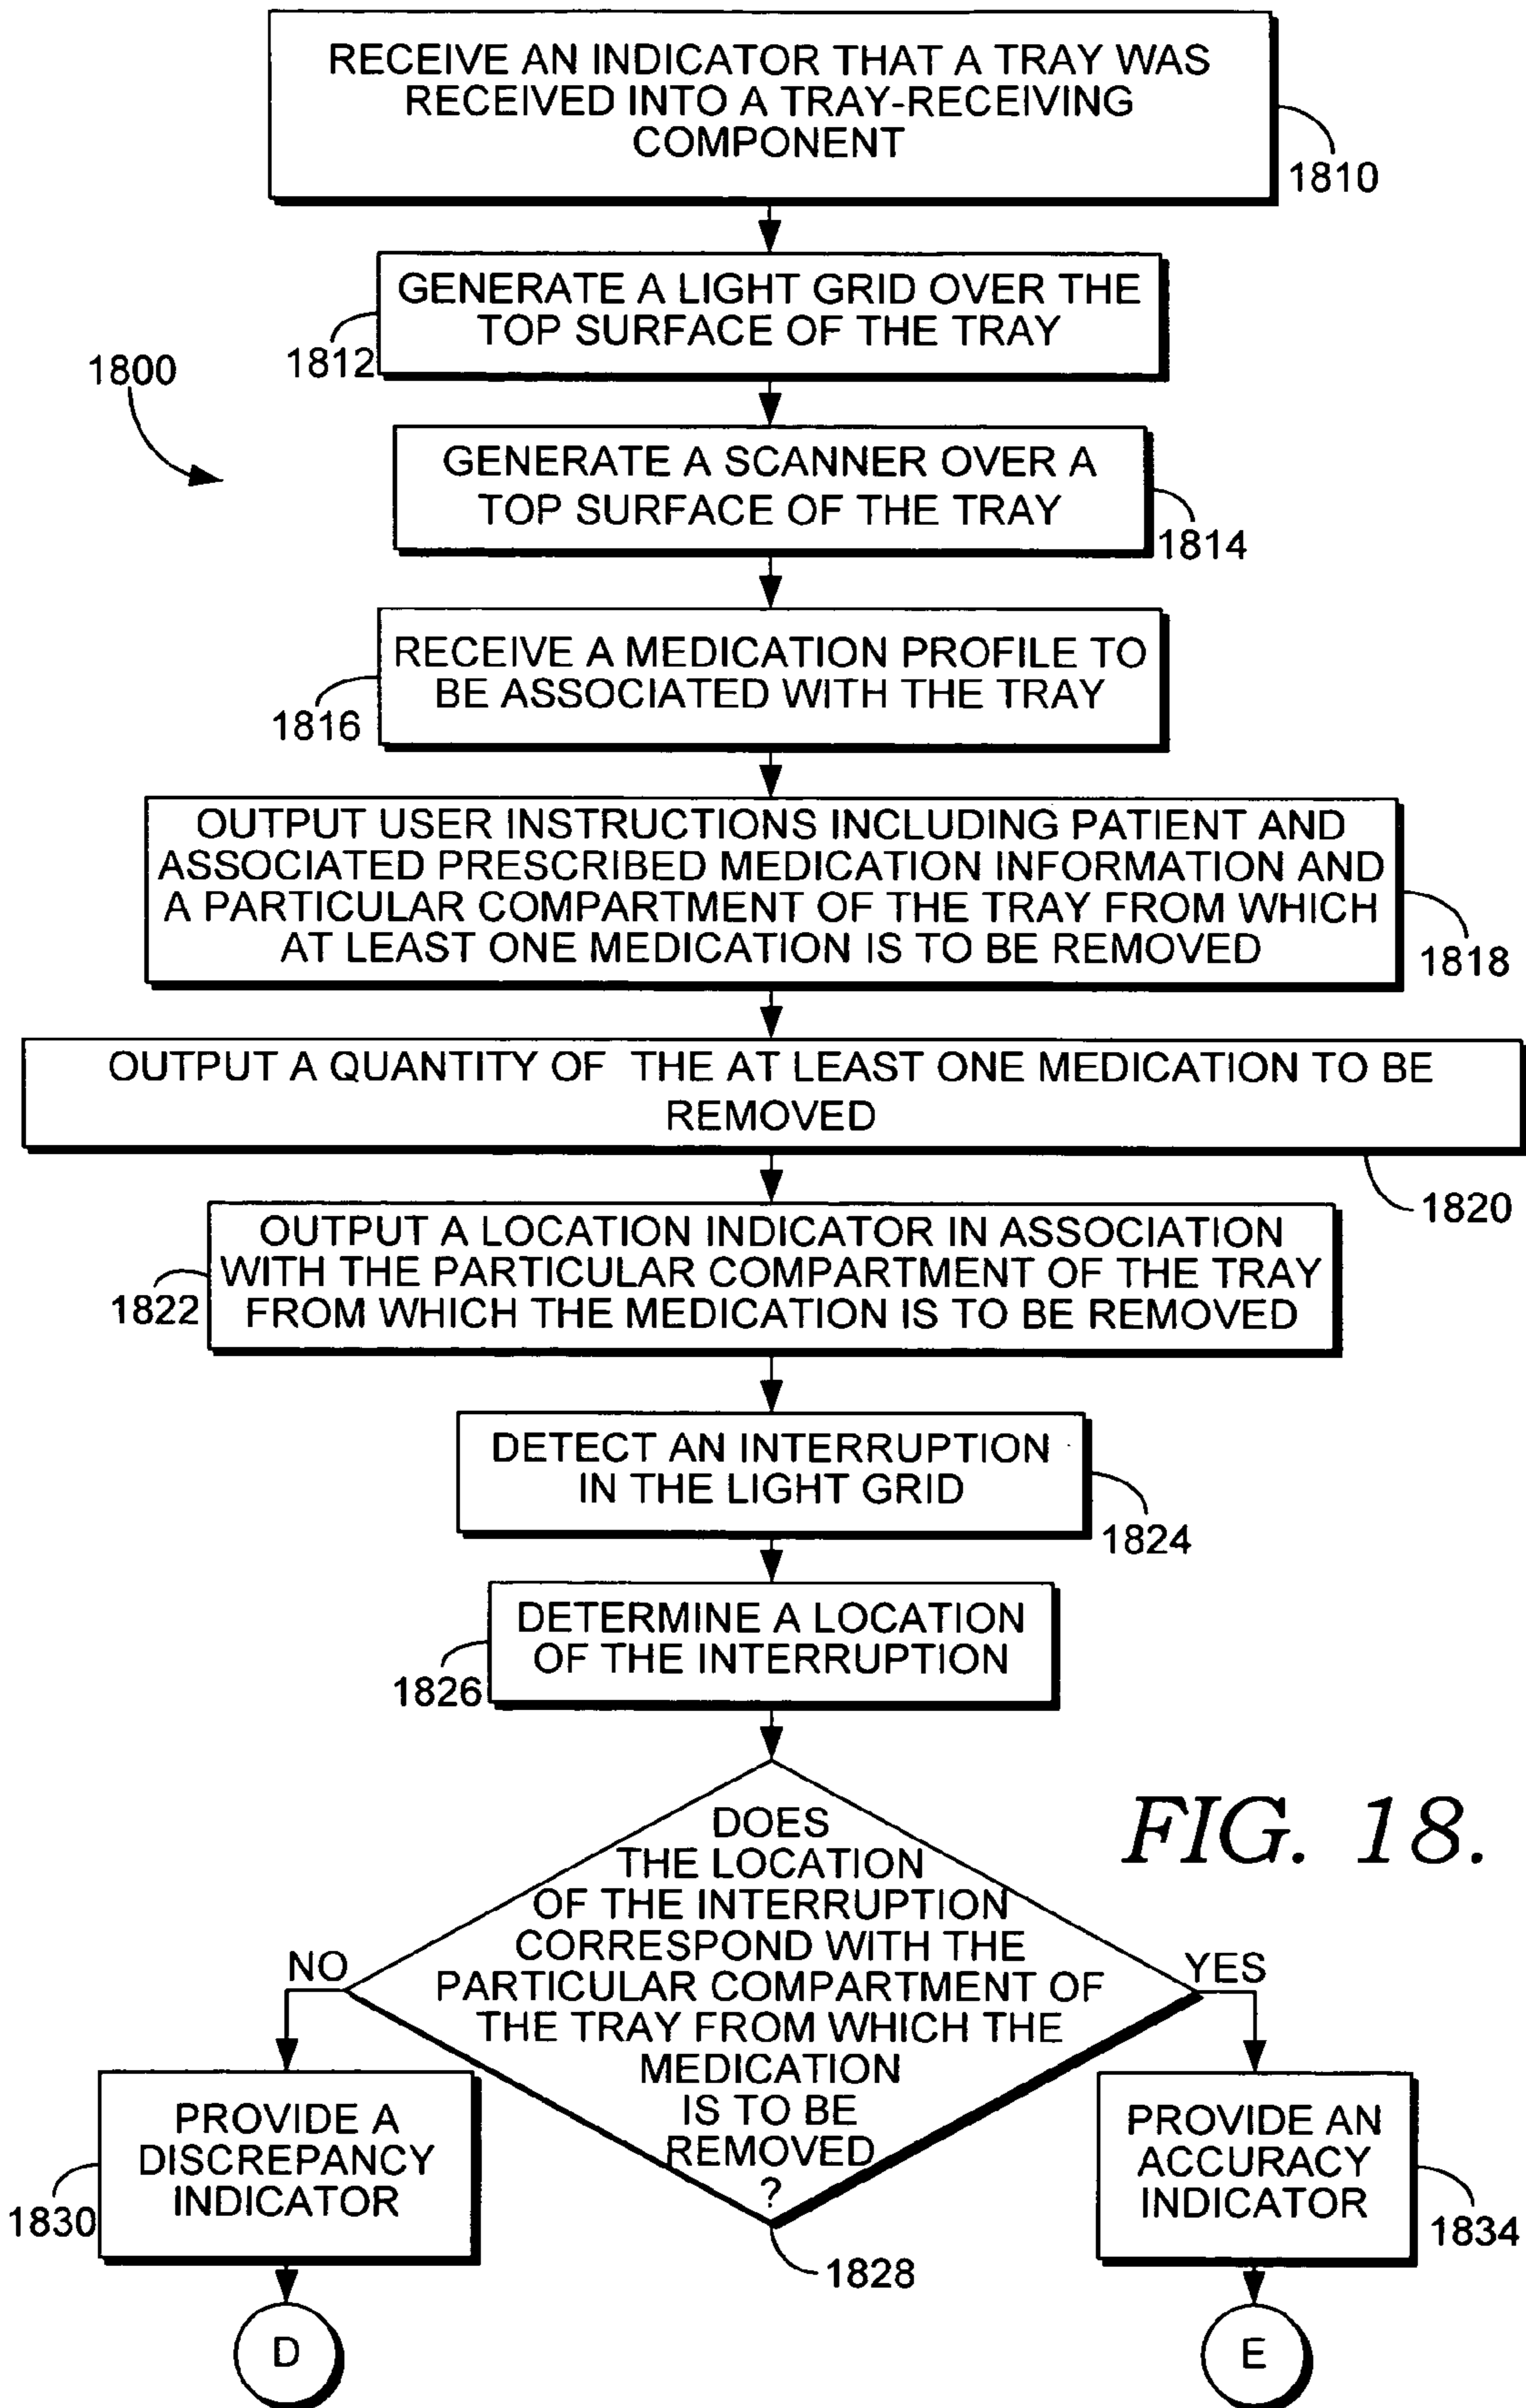 RECEIVE AN INDICATOR THAT A TRAY WAS
RECEIVED INTO A TRAY-RECEIVING
COMPONENT
1810
GENERATE A LIGHT GRID OVER THE
TOP SURFACE OF THE TRAY
1812
1800
GENERATE A SCANNER OVER A
TOP SURFACE OF THE TRAY
1814
RECEIVE A MEDICATION PROFILE TO
BE ASSOCIATED WITH THE TRAY
1816
OUTPUT USER INSTRUCTIONS INCLUDING PATIENT AND
ASSOCIATED PRESCRIBED MEDICATION INFORMATION AND
A PARTICULAR COMPARTMENT OF THE TRAY FROM WHICH
AT LEAST ONE MEDICATION IS TO BE REMOVED
1818
OUTPUT A QUANTITY OF THE AT LEAST ONE MEDICATION TO BE
REMOVED
1820
OUTPUT A LOCATION INDICATOR IN ASSOCIATION
WITH THE PARTICULAR COMPARTMENT OF THE TRAY
FROM WHICH THE MEDICATION IS TO BE REMOVED
1822
DETECT AN INTERRUPTION
IN THE LIGHT GRID
1824
DETERMINE A LOCATION
OF THE INTERRUPTION
1826
DOES
THE LOCATION
OF THE INTERRUPTION
CORRESPOND WITH THE
PARTICULAR COMPARTMENT OF
THE TRAY FROM WHICH THE
MEDICATION
IS TO BE
REMOVED
?
1828
FIG. 18.
NO
YES
PROVIDE A
DISCREPANCY
INDICATOR
1830
PROVIDE AN
ACCURACY
INDICATOR
1834
D
E